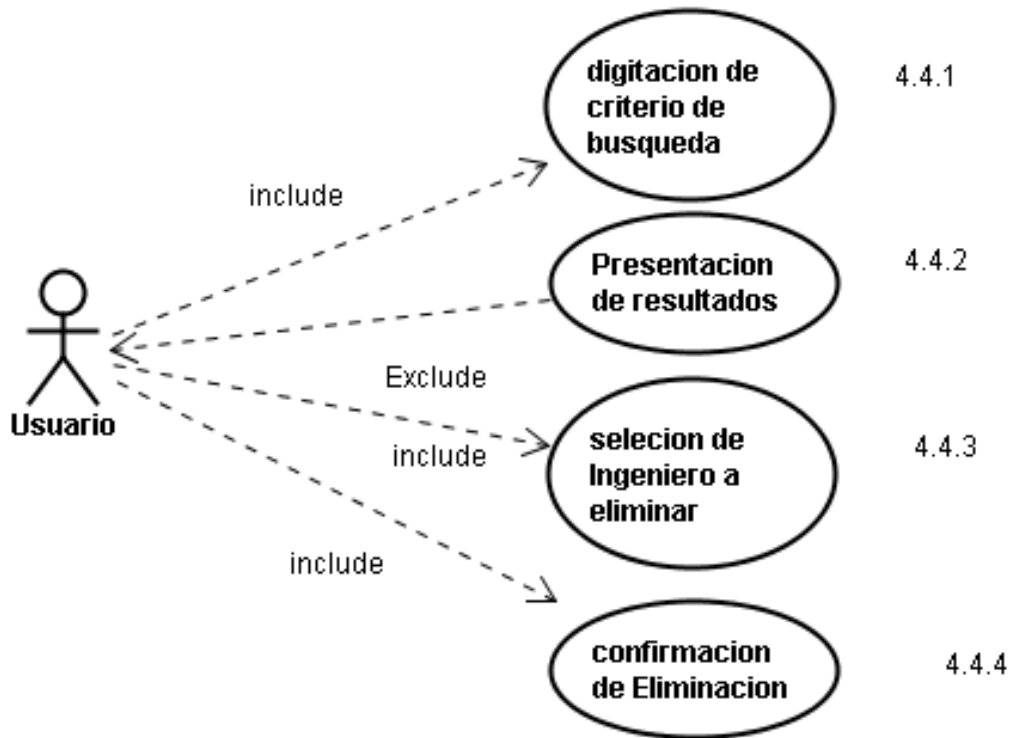 digitacion de
criterio de
busqueda
4.4.1
include
Presentacion
de resultados
4.4.2
Exclude
Usuario
selecion de
Ingeniero a
eliminar
4.4.3
include
include
confirmacion
de Eliminacion
4.4.4